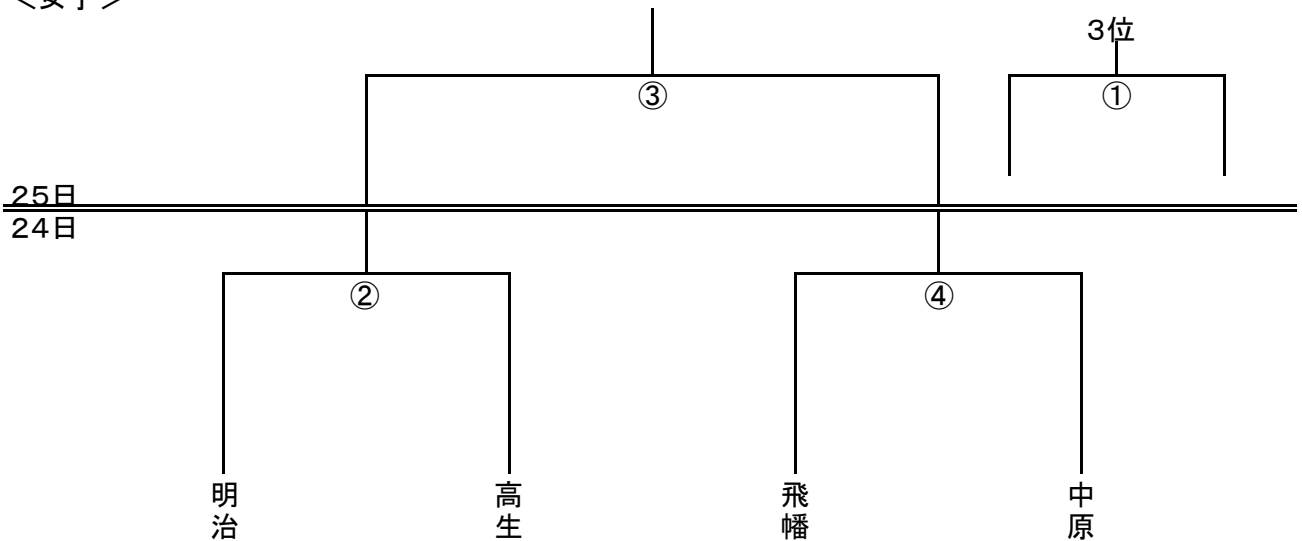 <女子>
3位
③
①
25日
24日
②
④
明治
高生
飛幡
中原